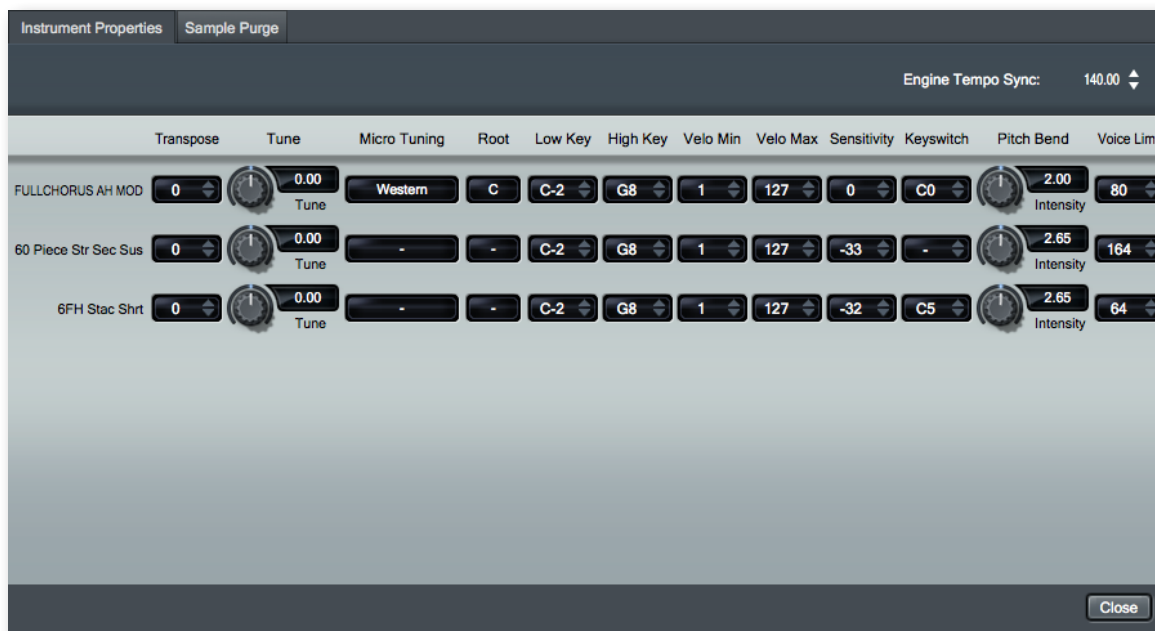 Instrument Properties Sample Purge
Engine Tempo Sync: 140.00
Transpose Tune Micro Tuning Root Low Key High Key Velo Min Velo Max Sensitivity Keyswitch Pitch Bend Voice Lim
FULLCHORUS AH MOD 0 0.00 Western C C-2 G8 1 127 0 C0 2.00 80
Tune Intensity
60 Piece Str Sec Sus 0 0.00 - - C-2 G8 1 127 -33 - 2.65 164
Tune Intensity
6FH Stac Shrt 0 0.00 - - C-2 G8 1 127 -32 C5 2.65 64
Tune Intensity
Close